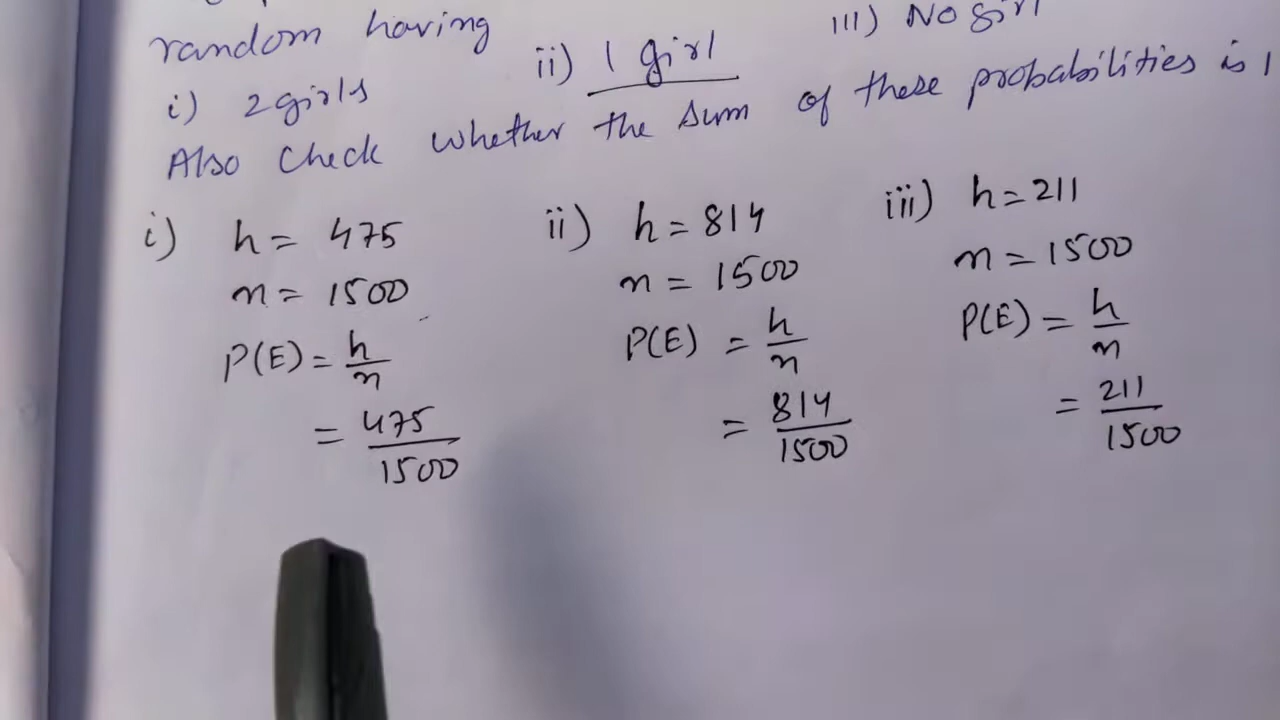 random having
i) 2 girls ii) 1 girl iii) No girl
Also Check whether the sum of these probabilities is 1
i) h = 475
n = 1500
P(E) = h/n
= 475/1500
ii) h = 814
n = 1500
P(E) = h/n
= 814/1500
iii) h = 211
n = 1500
P(E) = h/n
= 211/1500